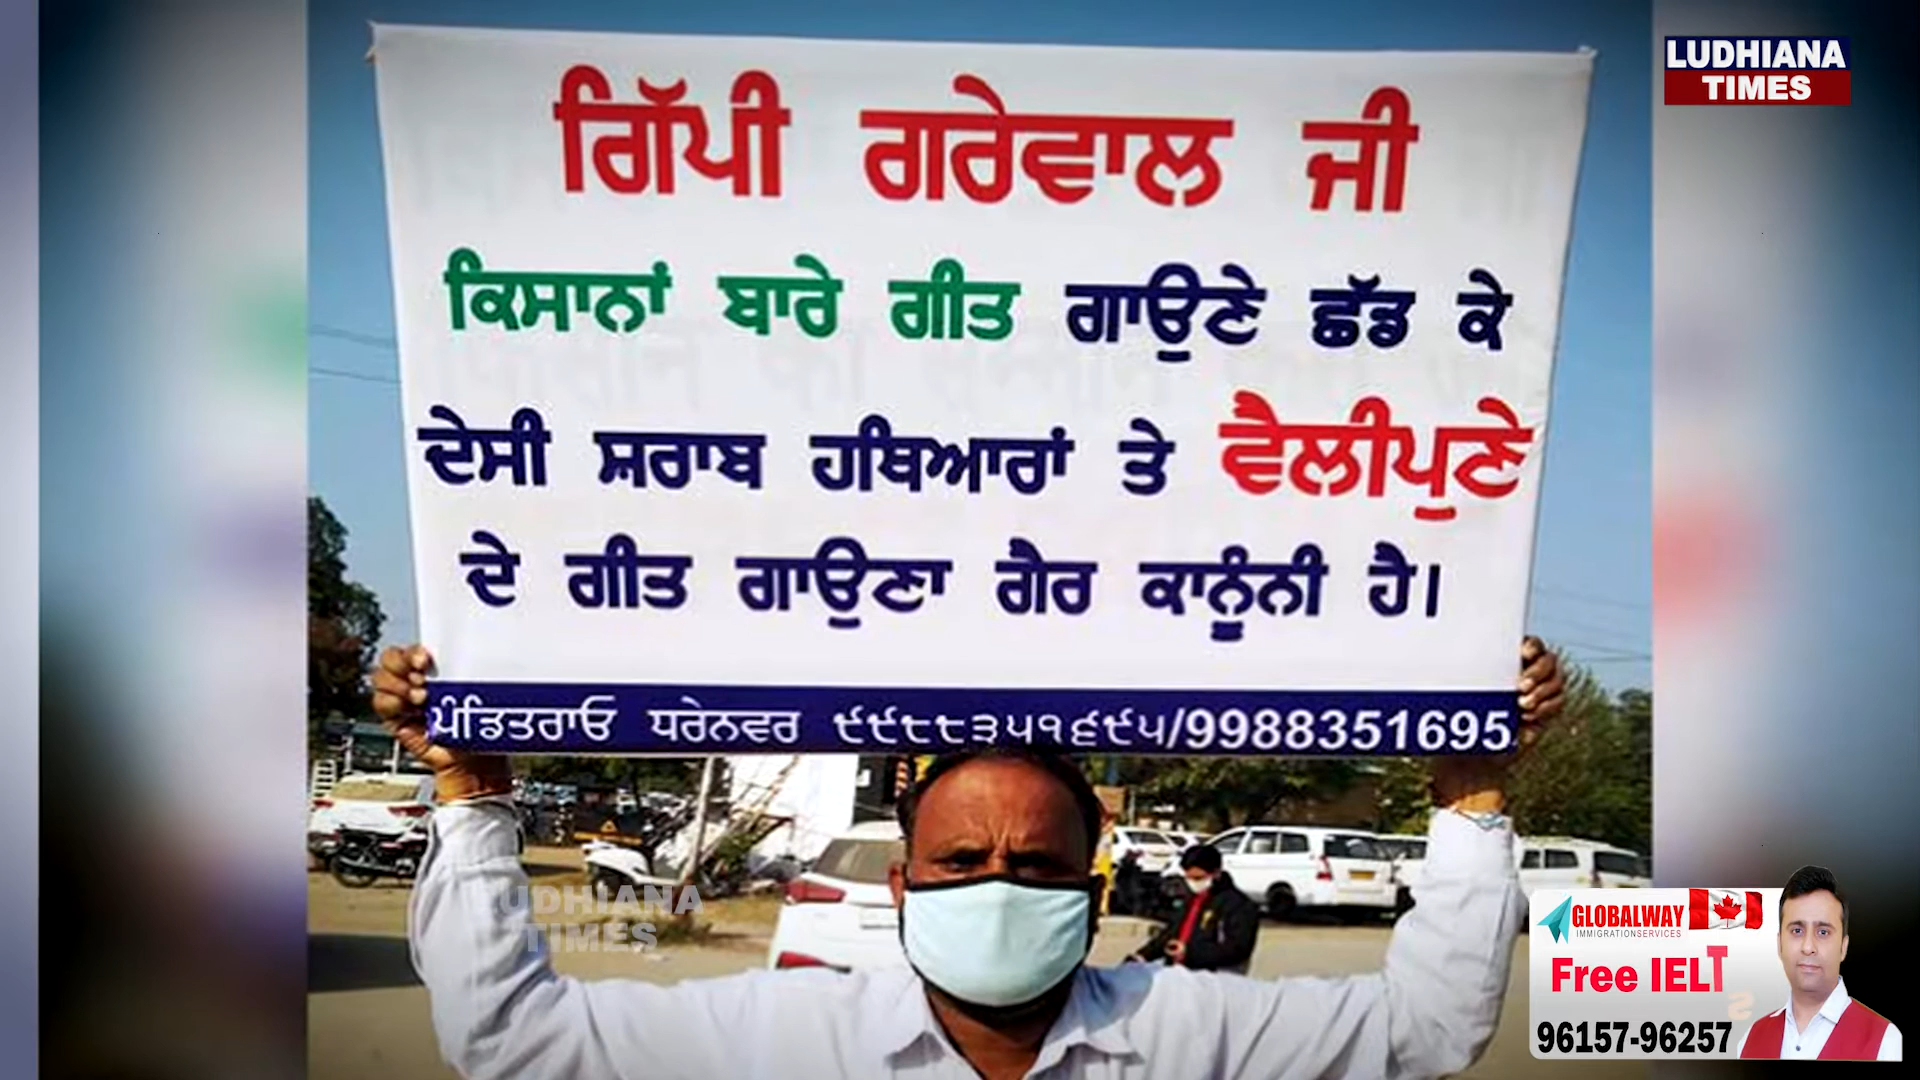 LUDHIANA
TIMES
ਗਿੱਪੀ ਗਰੇਵਾਲ ਜੀ
ਕਿਸਾਨਾਂ ਬਾਰੇ ਗੀਤ ਗਾਉਣੇ ਛੱਡ ਕੇ
ਦੇਸੀ ਸ਼ਰਾਬ ਹਥਿਆਰਾਂ ਤੇ ਵੈਲੀਪੁਣੇ
ਦੇ ਗੀਤ ਗਾਉਣਾ ਗੈਰ ਕਾਨੂੰਨੀ ਹੈ।
ਪੰਡਿਤਰਾਓ ਧਰੇਨਵਰ ੯੯੮੮੩੫੧੬੯੫/9988351695
LUDHIANA
TIMES
GLOBALWAY
IMMIGRATIONSERVICES
Free IELTS
96157-96257